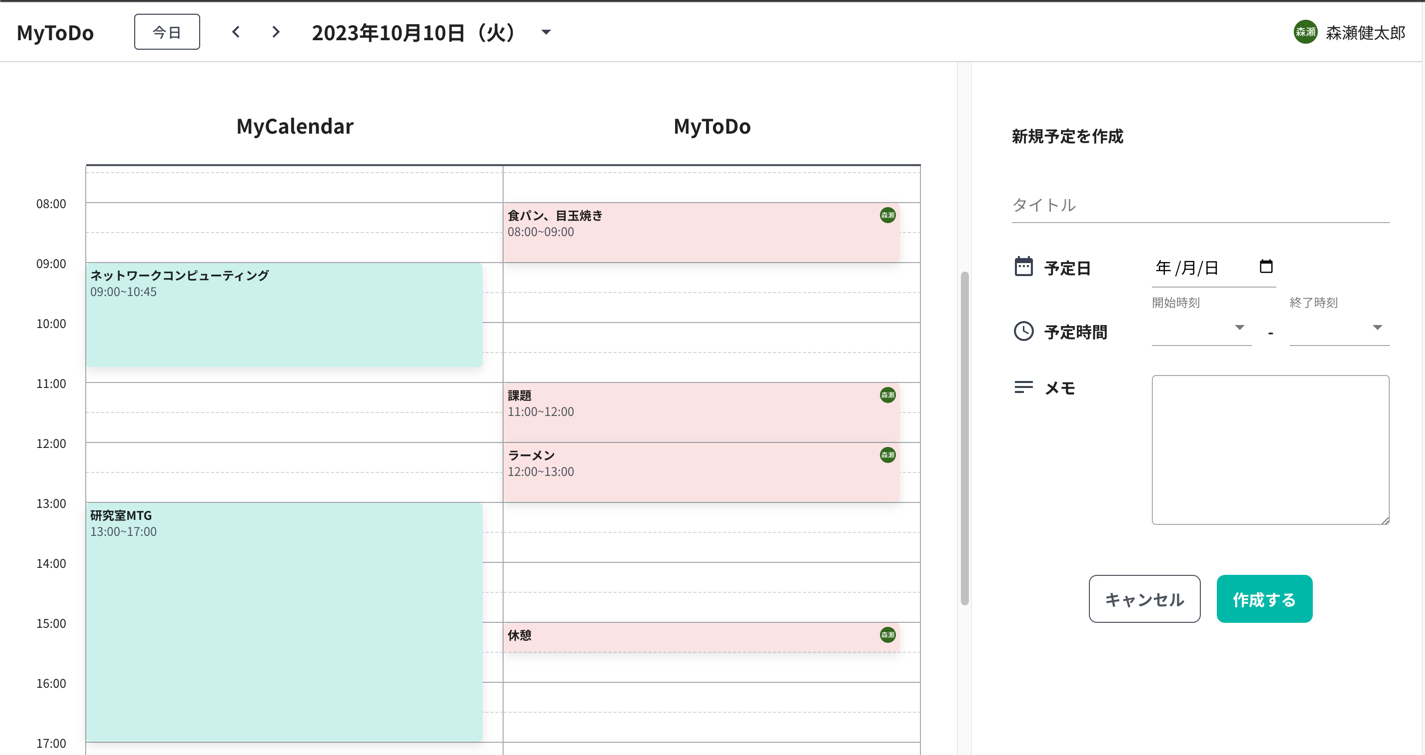 MyToDo
今日
2023年10月10日（火）
森瀬
森瀬健太郎
MyCalendar
MyToDo
08:00
09:00
10:00
11:00
12:00
13:00
14:00
15:00
16:00
17:00
ネットワークコンピューティング
09:00~10:45
研究室MTG
13:00~17:00
食パン、目玉焼き
森瀬
08:00~09:00
課題
森瀬
11:00~12:00
ラーメン
森瀬
12:00~13:00
休憩
森瀬
新規予定を作成
タイトル
予定日
年 /月/日
開始時刻
終了時刻
予定時間
-
メモ
キャンセル
作成する